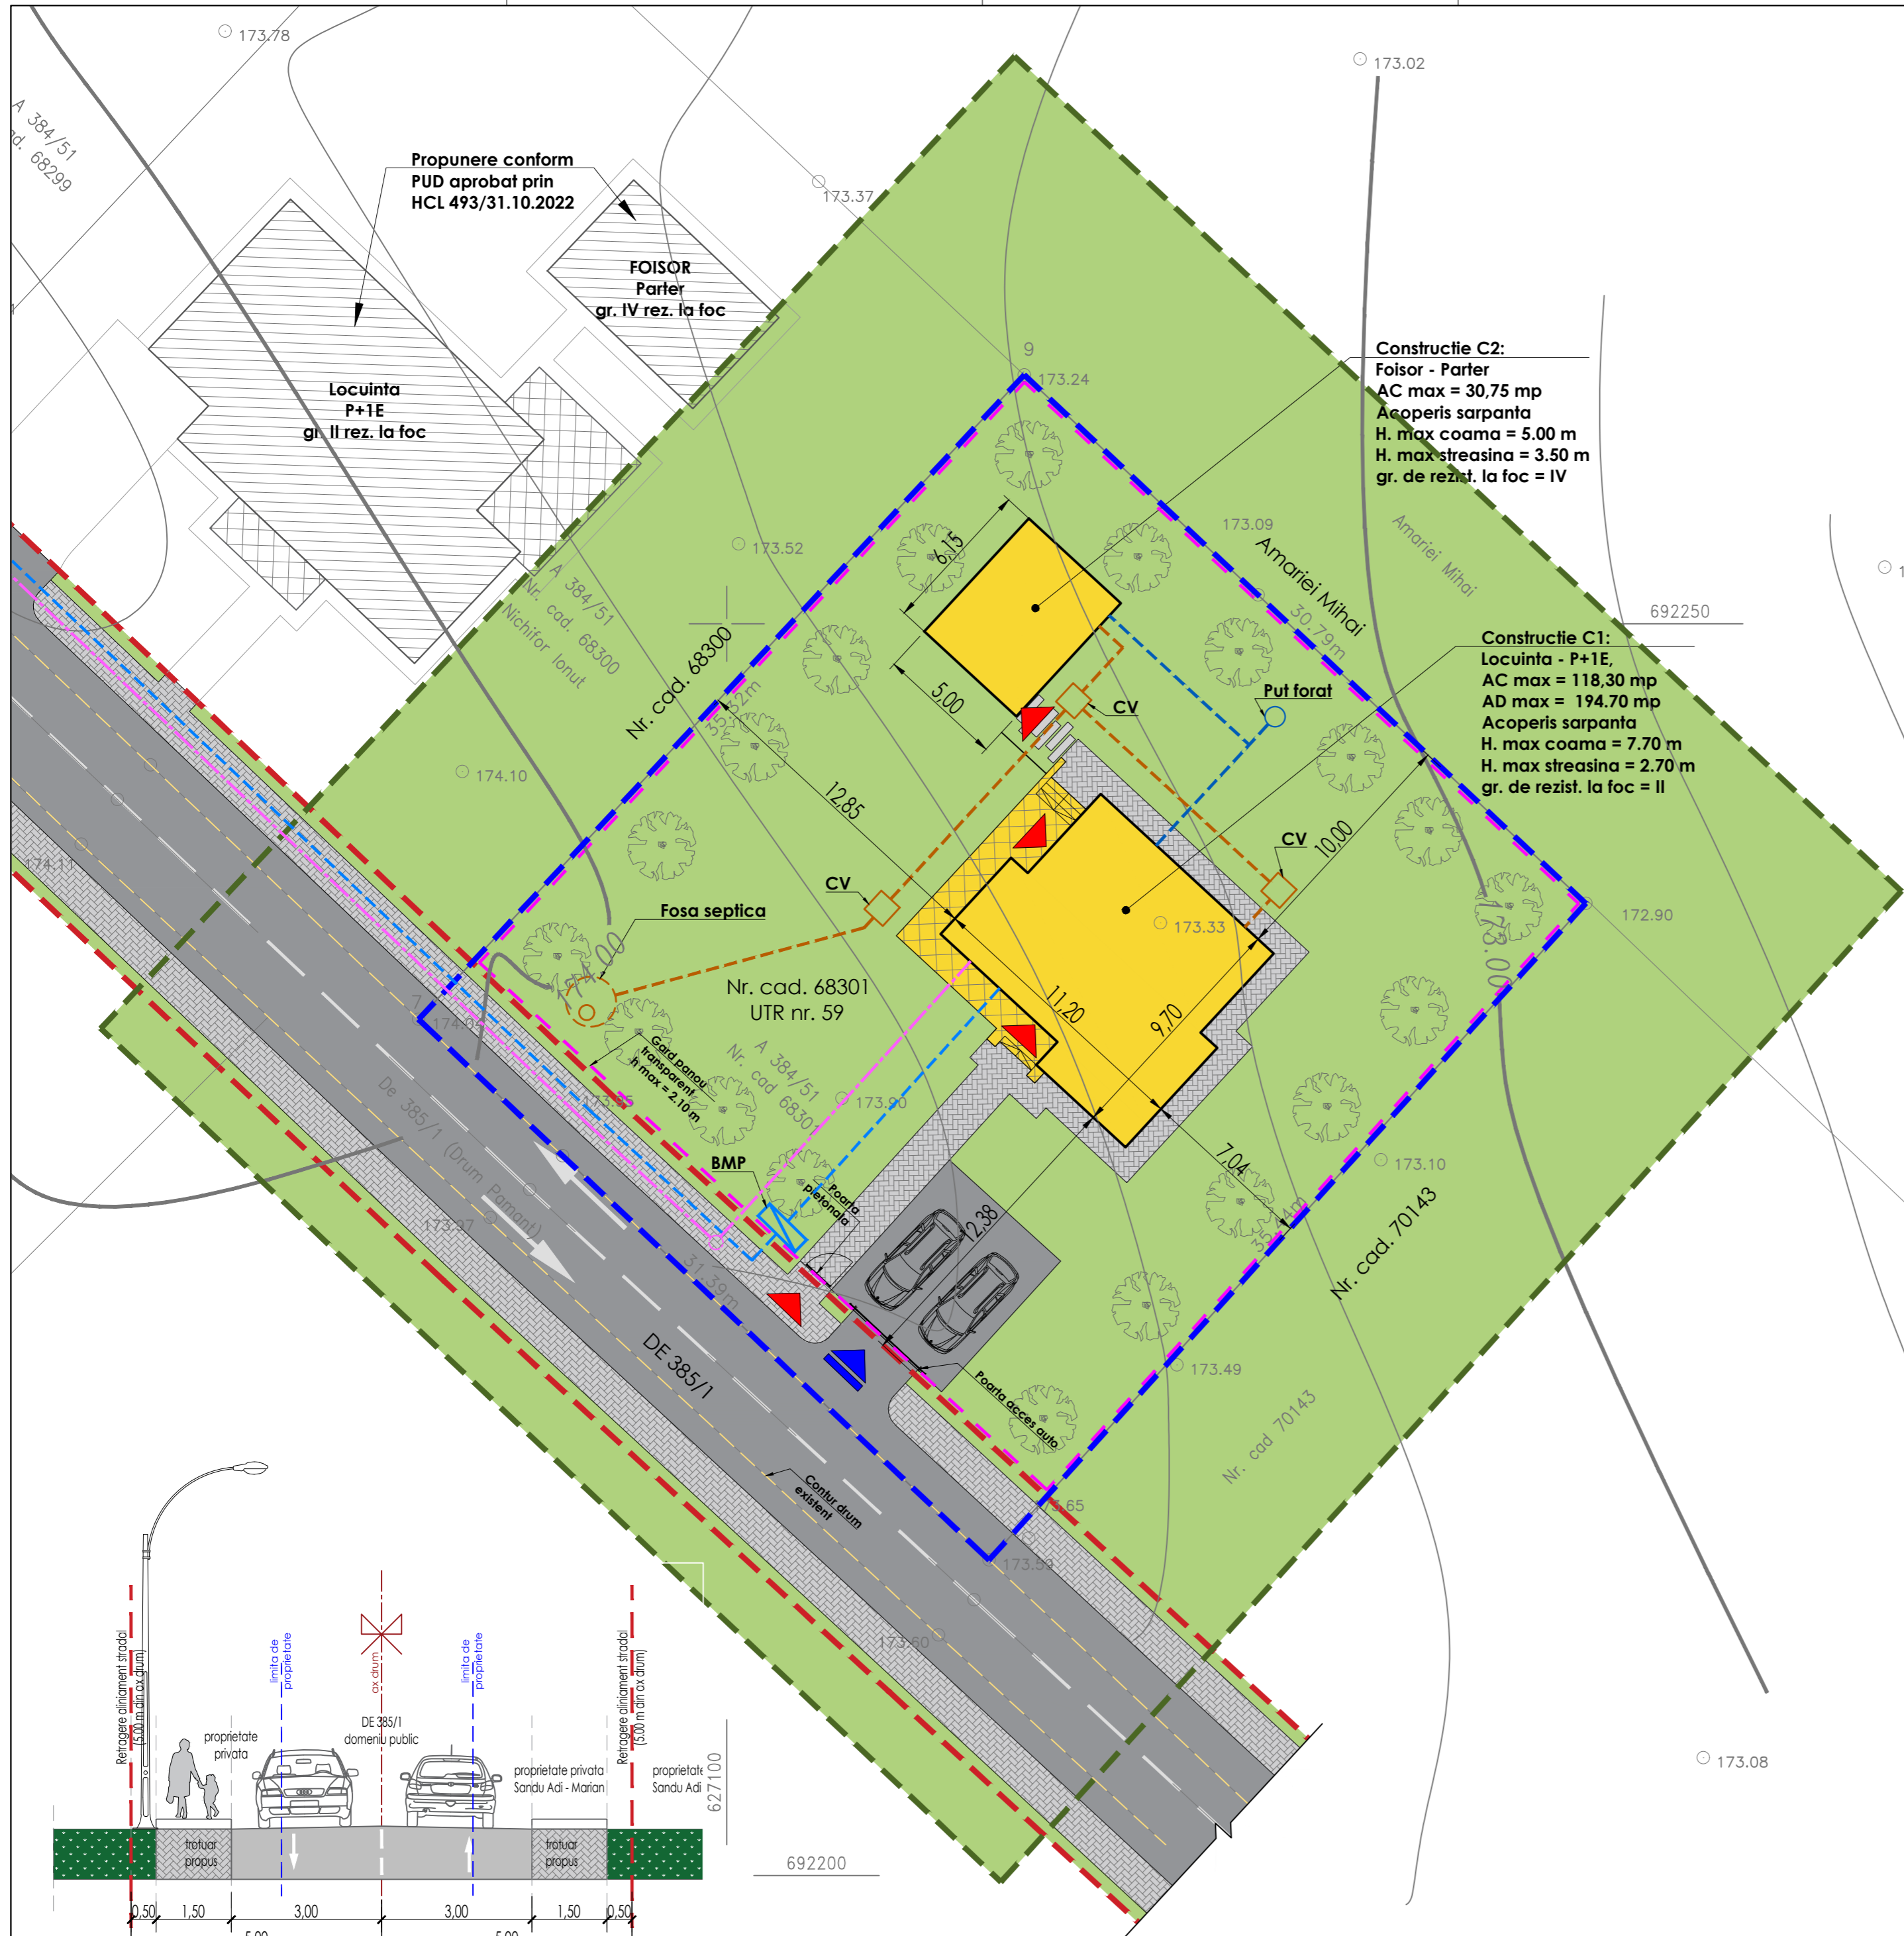 173.78
173.02
A 384/51
68299
Propunere conform
PUD aprobat prin
HCL 493/31.10.2022
173.37
FOISOR
Parter
gr. IV rez. la foc
Locuinta
P+1E
gr. II rez. la foc
9
173.24
Constructie C2:
Foisor - Parter
AC max = 30,75 mp
Acoperis sarpanta
H. max coama = 5.00 m
H. max streasina = 3.50 m
gr. de rezist. la foc = IV
173.52
6,15
173.09
Amariei Mihai
Amariei Mihai
30.79m
692250
A 384/51
Nr. cad. 68300
Nichifor Ionut
Nr. cad. 68300
5,00
CV
Put forat
Constructie C1:
Locuinta - P+1E,
AC max = 118,30 mp
AD max = 194.70 mp
Acoperis sarpanta
H. max coama = 7.70 m
H. max streasina = 2.70 m
gr. de rezist. la foc = II
174.10
12,85
10,00
CV
174.11
CV
Fosa septica
173.33
172.90
173.00
174.00
Nr. cad. 68301
UTR nr. 59
11,20
9,70
7
Gard panou
transparent
h max = 2.10 m
A 384/51
Nr. cad 68301
173.90
De 385/1 (Drum Pamant)
BMP
Poarta
pietonala
7,04
173.10
173.97
12,38
Nr. cad. 70143
31.39m
DE 385/1
173.49
Poarta acces auto
Nr. cad 70143
Contur drum
existent
173.59
173.60
173.08
Retragere aliniament stradal
(5.00 m din ax drum)
limita de
proprietate
ax drum
limita de
proprietate
Retragere aliniament stradal
(5.00 m din ax drum)
proprietate
privata
DE 385/1
domeniu public
proprietate privata
Sandu Adi - Marian
Sandu Adi
627100
trotuar
propus
trotuar
propus
692200
0,50 1,50 3,00 3,00 1,50 0,50
5,00 5,00